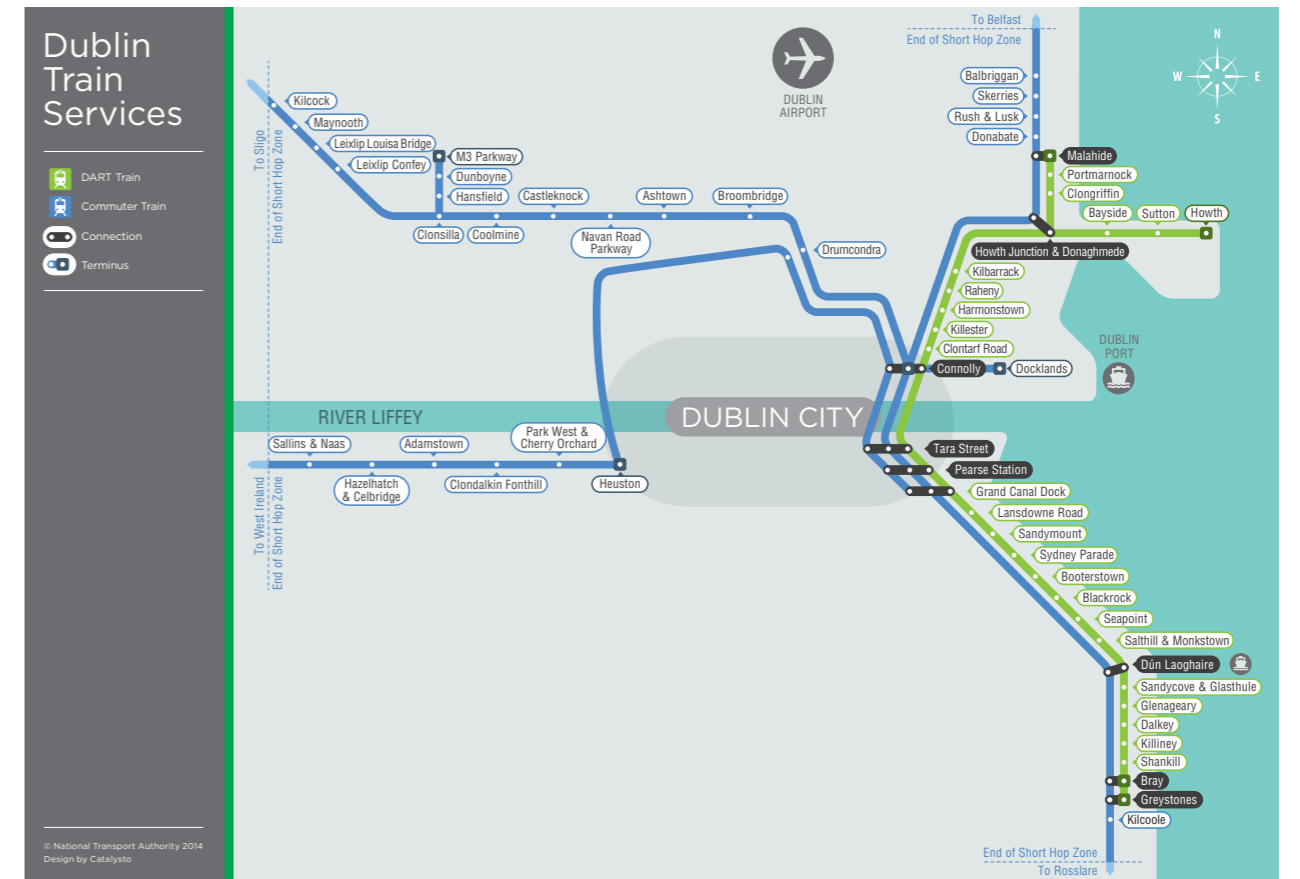 Dublin
Train
Services
DART Train
Commuter Train
Connection
Terminus
© National Transport Authority 2014
Design by Catalysto
To Belfast
End of Short Hop Zone
DUBLIN
AIRPORT
N
W
E
S
Balbriggan
Skerries
Rush & Lusk
Donabate
Malahide
Portmarnock
Clongriffin
Bayside
Sutton
Howth
Howth Junction & Donaghmede
Kilbarrack
Raheny
Harmonstown
Killester
Clontarf Road
Connolly
Docklands
DUBLIN
PORT
To Sligo
End of Short Hop Zone
Kilcock
Maynooth
Leixlip Louisa Bridge
Leixlip Confey
M3 Parkway
Dunboyne
Hansfield
Clonsilla
Coolmine
Castleknock
Navan Road
Parkway
Ashtown
Broombridge
Drumcondra
RIVER LIFFEY
DUBLIN CITY
Sallins & Naas
Hazelhatch
& Celbridge
Adamstown
Clondalkin Fonthill
Park West &
Cherry Orchard
Heuston
To West Ireland
End of Short Hop Zone
Tara Street
Pearse Station
Grand Canal Dock
Lansdowne Road
Sandymount
Sydney Parade
Booterstown
Blackrock
Seapoint
Salthill & Monkstown
Dún Laoghaire
Sandycove & Glasthule
Glenageary
Dalkey
Killiney
Shankill
Bray
Greystones
Kilcoole
End of Short Hop Zone
To Rosslare